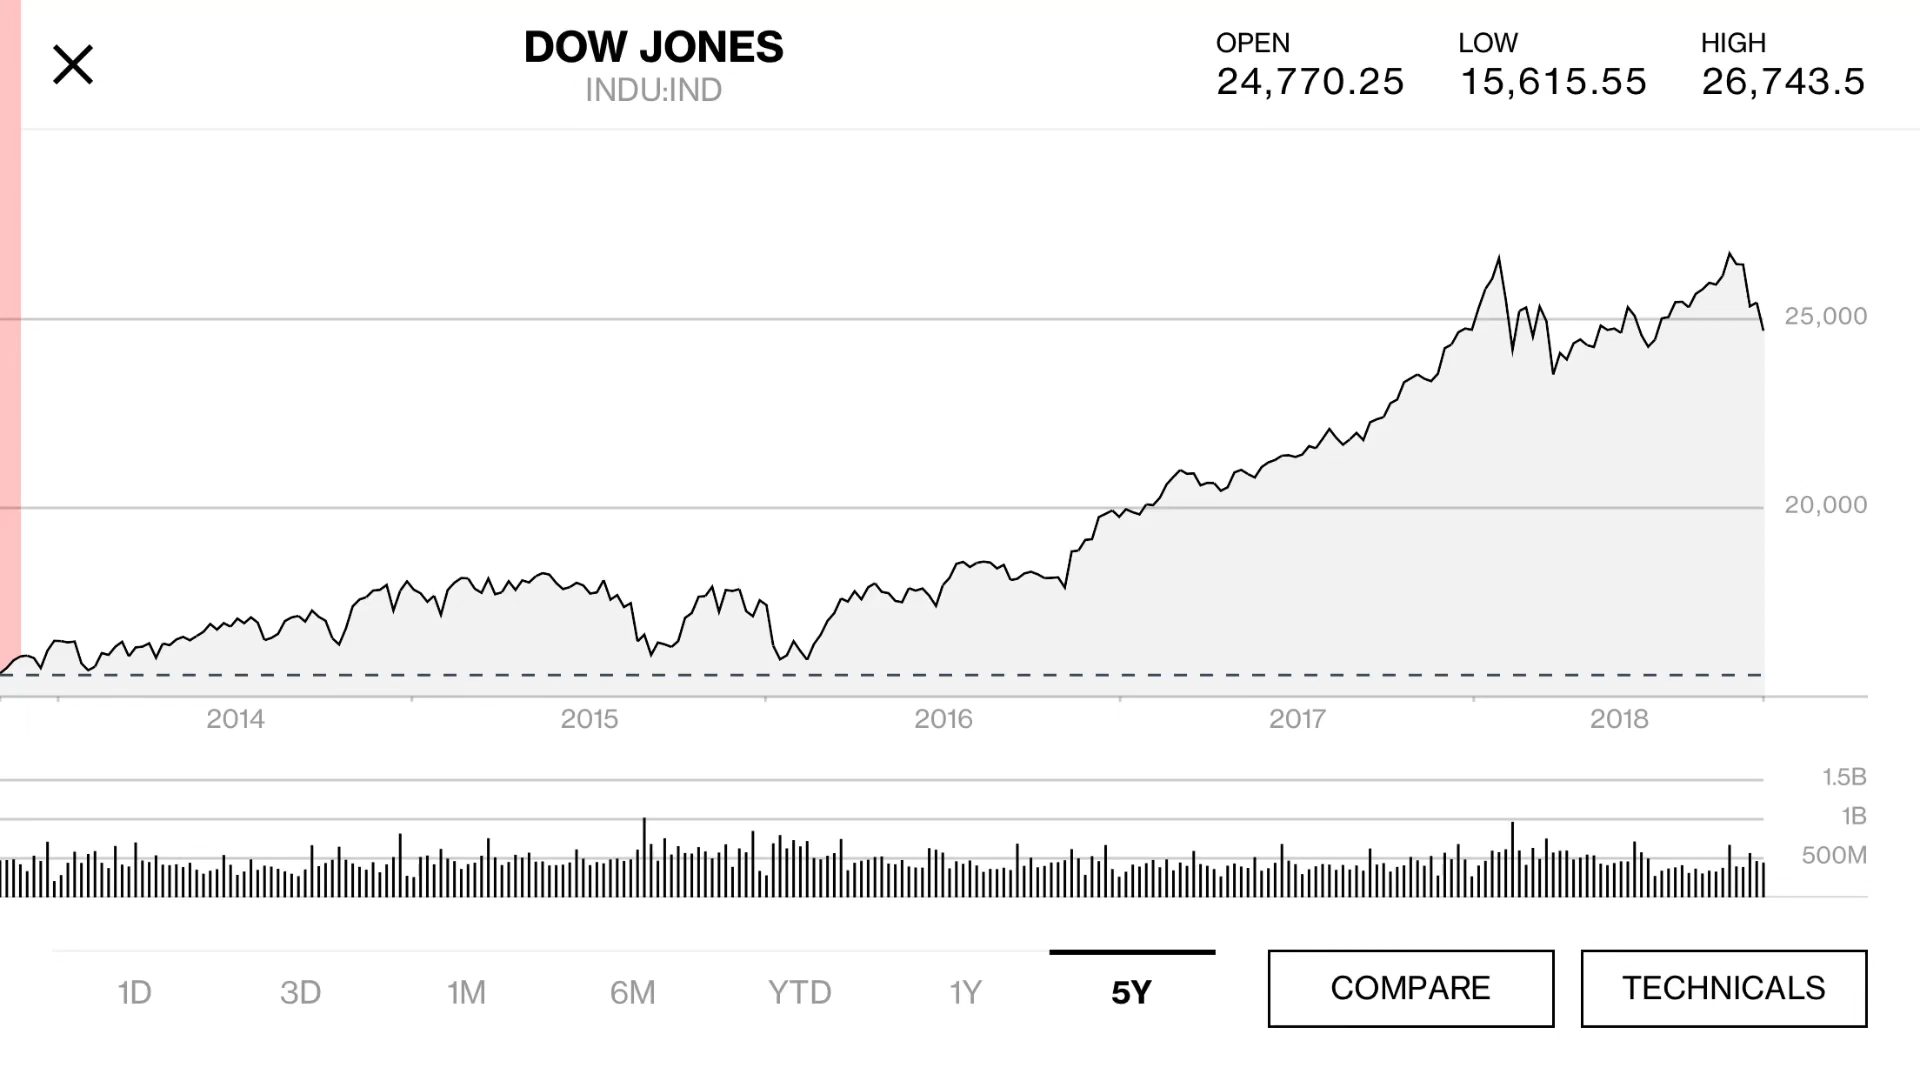 DOW JONES
INDU:IND
OPEN
24,770.25
LOW
15,615.55
HIGH
26,743.5
25,000
20,000
2014
2015
2016
2017
2018
1.5B
1B
500M
1D
3D
1M
6M
YTD
1Y
5Y
COMPARE
TECHNICALS